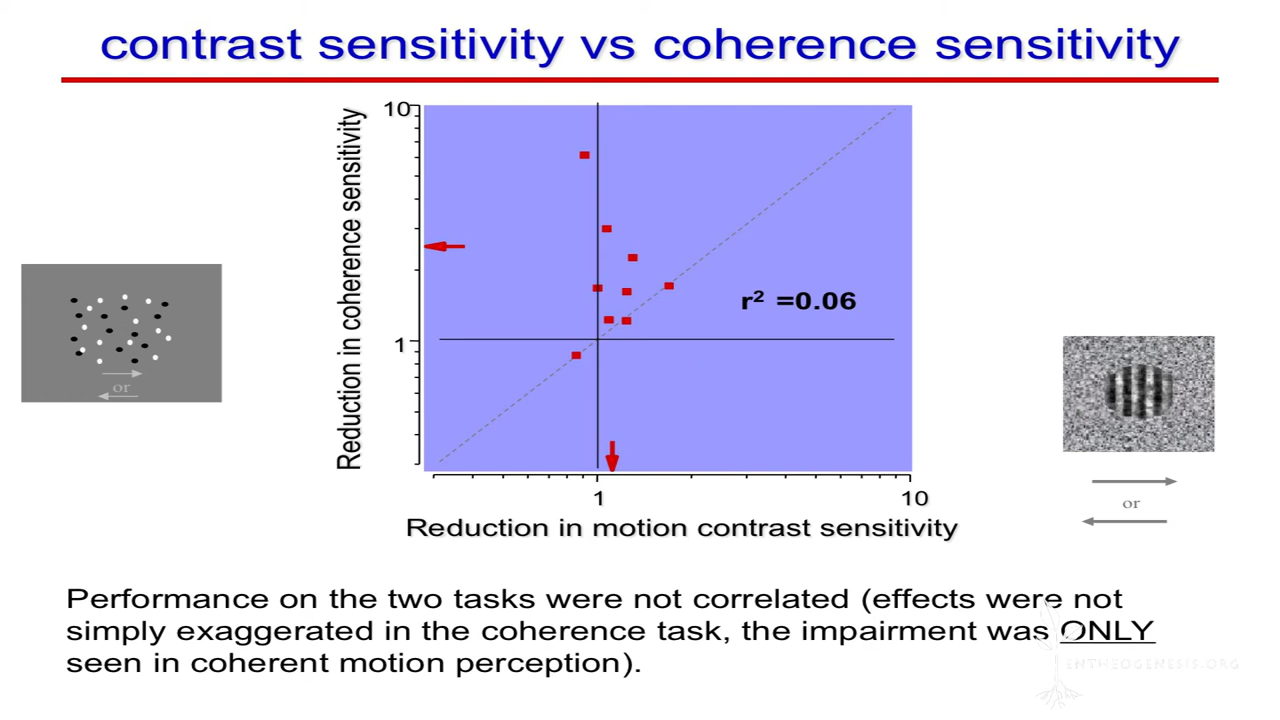 contrast sensitivity vs coherence sensitivity
10
Reduction in coherence sensitivity
1
r² =0.06
or
1
10
Reduction in motion contrast sensitivity
or
Performance on the two tasks were not correlated (effects were not
simply exaggerated in the coherence task, the impairment was ONLY
seen in coherent motion perception).
ENTHEOGENESIS.ORG